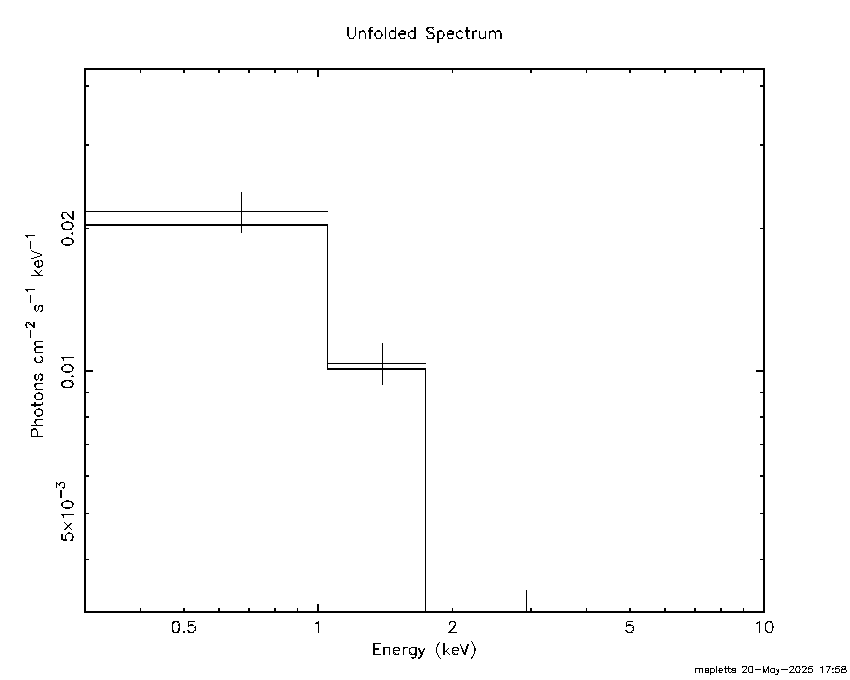 Unfolded Spectrum
Photons cm⁻² s⁻¹ keV⁻¹
0.02
0.01
5×10⁻³
0.5 1 2 5 10
Energy (keV)
mapletts 20-May-2025 17:58